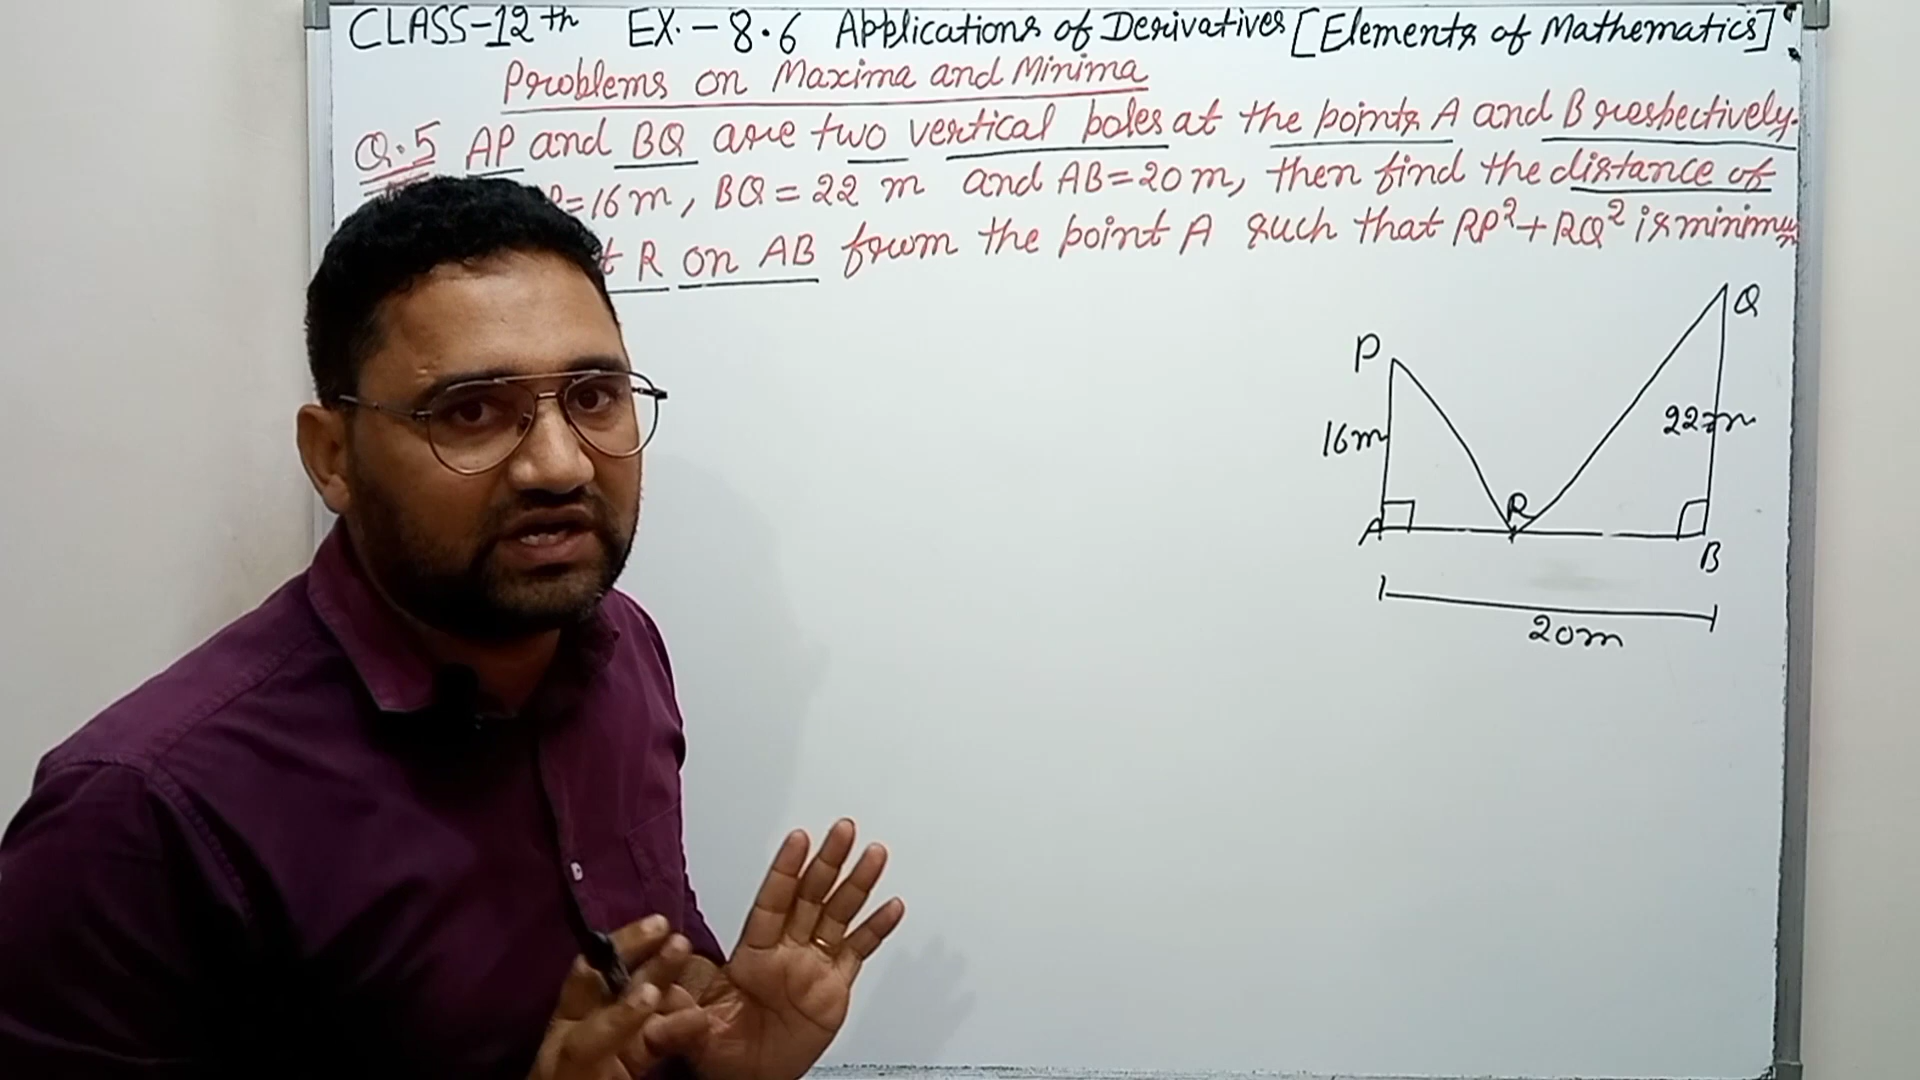 CLASS-12th EX.-8.6 Applications of Derivatives [Elements of Mathematics]
Problems on Maxima and Minima
Q.5 AP and BQ are two vertical poles at the points A and B respectively.
=16m, BQ = 22 m and AB=20m, then find the distance of
R on AB from the point A such that RP²+RQ² is minimum
Q
P
22m
16m
R
A
B
20m